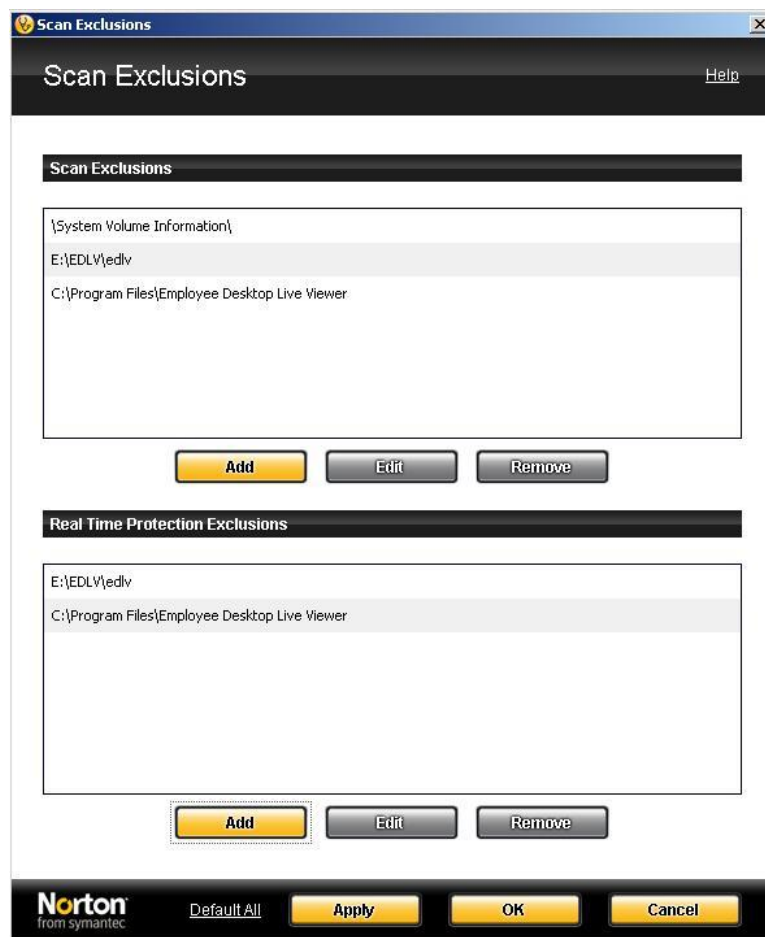 Scan Exclusions
Scan Exclusions
Help
Scan Exclusions
\System Volume Information\
E:\EDLV\edlv
C:\Program Files\Employee Desktop Live Viewer
Add Edit Remove
Real Time Protection Exclusions
E:\EDLV\edlv
C:\Program Files\Employee Desktop Live Viewer
Add Edit Remove
Norton
from symantec
Default All Apply OK Cancel